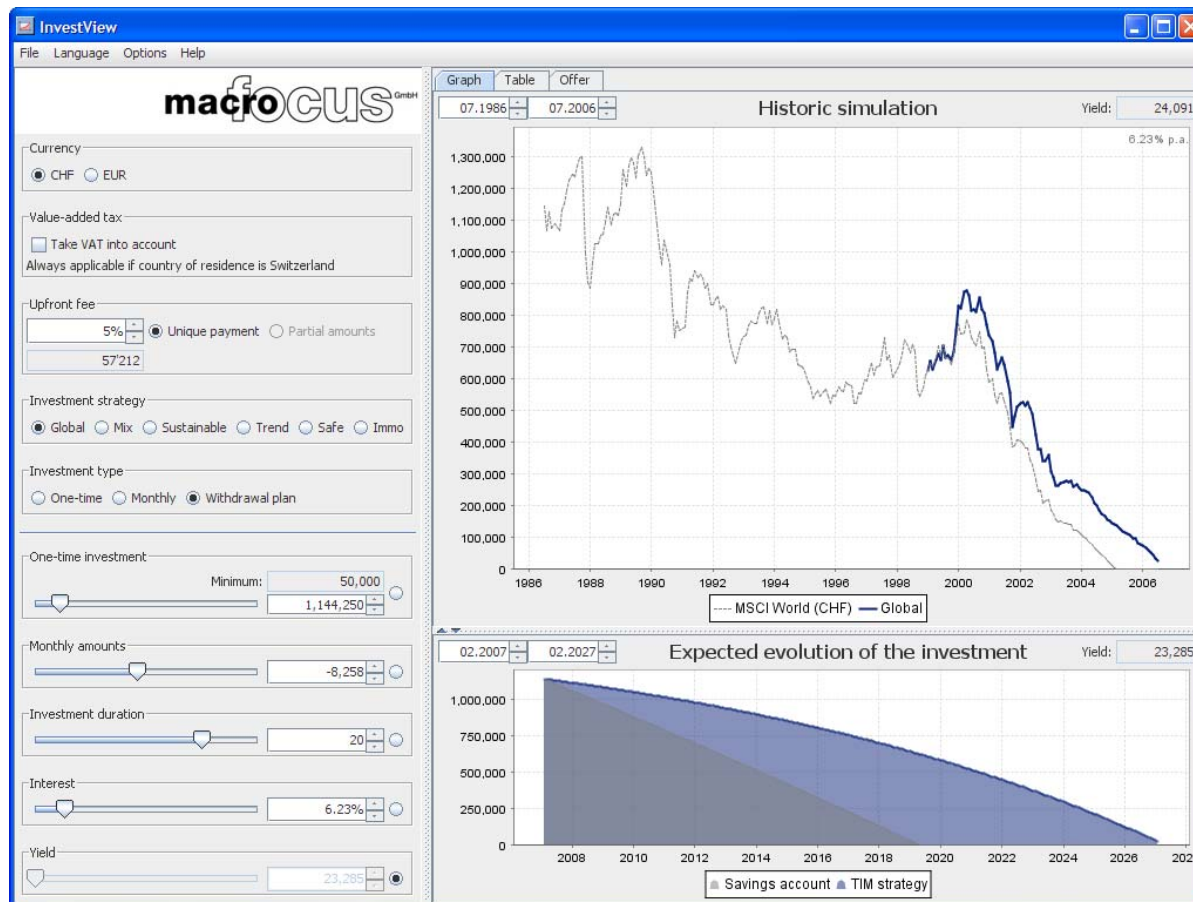 InvestView
File Language Options Help
macrofocus GmbH
Currency
CHF EUR
Value-added tax
Take VAT into account
Always applicable if country of residence is Switzerland
Upfront fee
5% Unique payment Partial amounts
57'212
Investment strategy
Global Mix Sustainable Trend Safe Immo
Investment type
One-time Monthly Withdrawal plan
One-time investment
Minimum: 50,000
1,144,250
Monthly amounts
-8,258
Investment duration
20
Interest
6.23%
Yield
23,285
Graph Table Offer
07.1986 07.2006 Historic simulation Yield: 24,091
6.23% p.a.
1,300,000
1,200,000
1,100,000
1,000,000
900,000
800,000
700,000
600,000
500,000
400,000
300,000
200,000
100,000
0
1986 1988 1990 1992 1994 1996 1998 2000 2002 2004 2006
MSCI World (CHF) Global
02.2007 02.2027 Expected evolution of the investment Yield: 23,285
1,000,000
750,000
500,000
250,000
0
2008 2010 2012 2014 2016 2018 2020 2022 2024 2026
Savings account TIM strategy